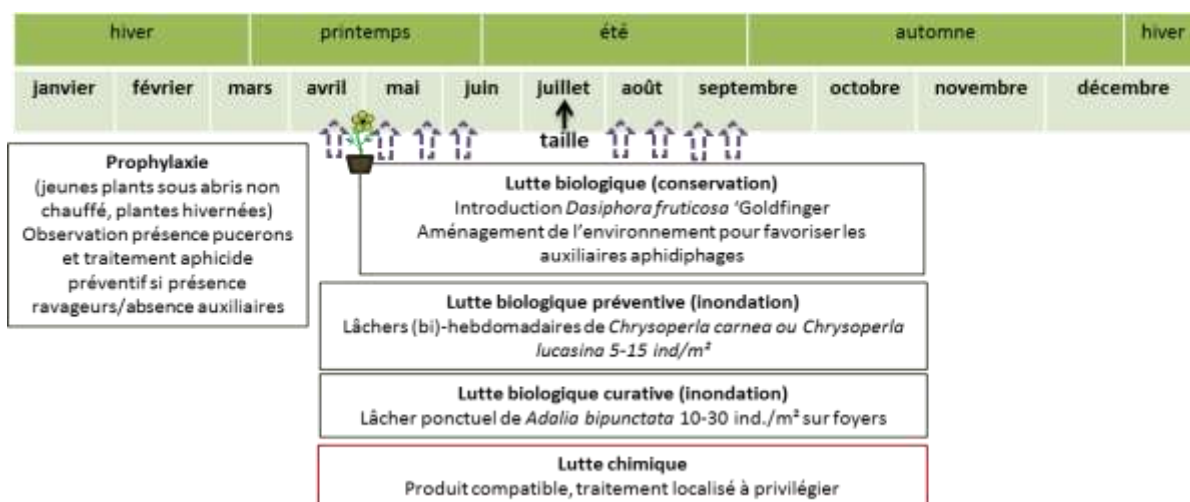 hiver printemps été automne hiver
janvier février mars avril mai juin juillet août septembre octobre novembre décembre
taille
Prophylaxie
(jeunes plants sous abris non
chauffé, plantes hivernées)
Observation présence pucerons
et traitement aphicide
préventif si présence
ravageurs/absence auxiliaires
Lutte biologique (conservation)
Introduction Dasiphora fruticosa ‘Goldfinger
Aménagement de l’environnement pour favoriser les
auxiliaires aphidiphages
Lutte biologique préventive (inondation)
Lâchers (bi)-hebdomadaires de Chrysoperla carnea ou Chrysoperla
lucasina 5-15 ind/m²
Lutte biologique curative (inondation)
Lâcher ponctuel de Adalia bipunctata 10-30 ind./m² sur foyers
Lutte chimique
Produit compatible, traitement localisé à privilégier